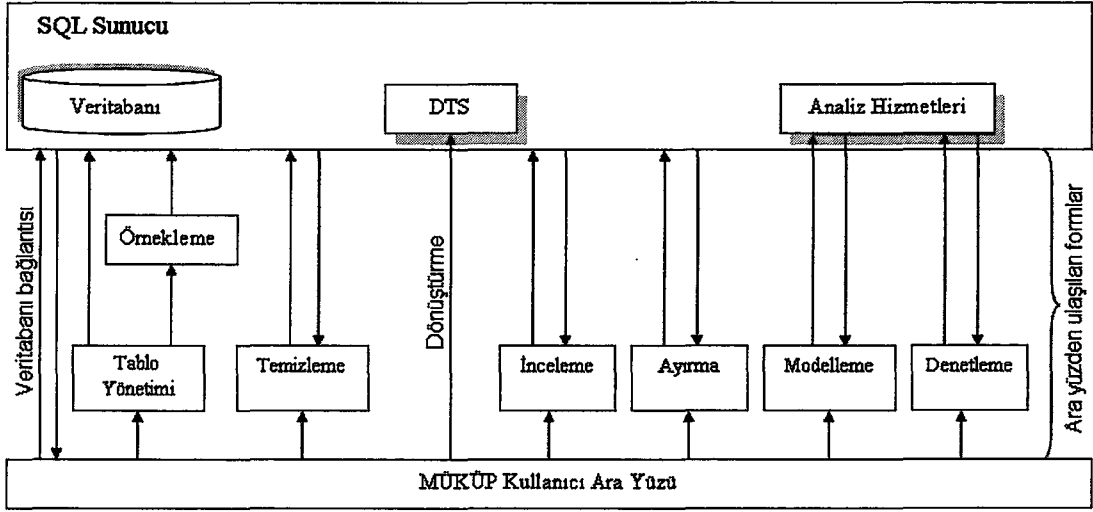 SQL Sunucu
Veritabanı
DTS
Analiz Hizmetleri
Veritabanı bağlantısı
Örnekleme
Dönüştürme
Ara yüzden ulaşılan formlar
Tablo
Yönetimi
Temizleme
İnceleme
Ayırma
Modelleme
Denetleme
MÜKÜP Kullanıcı Ara Yüzü